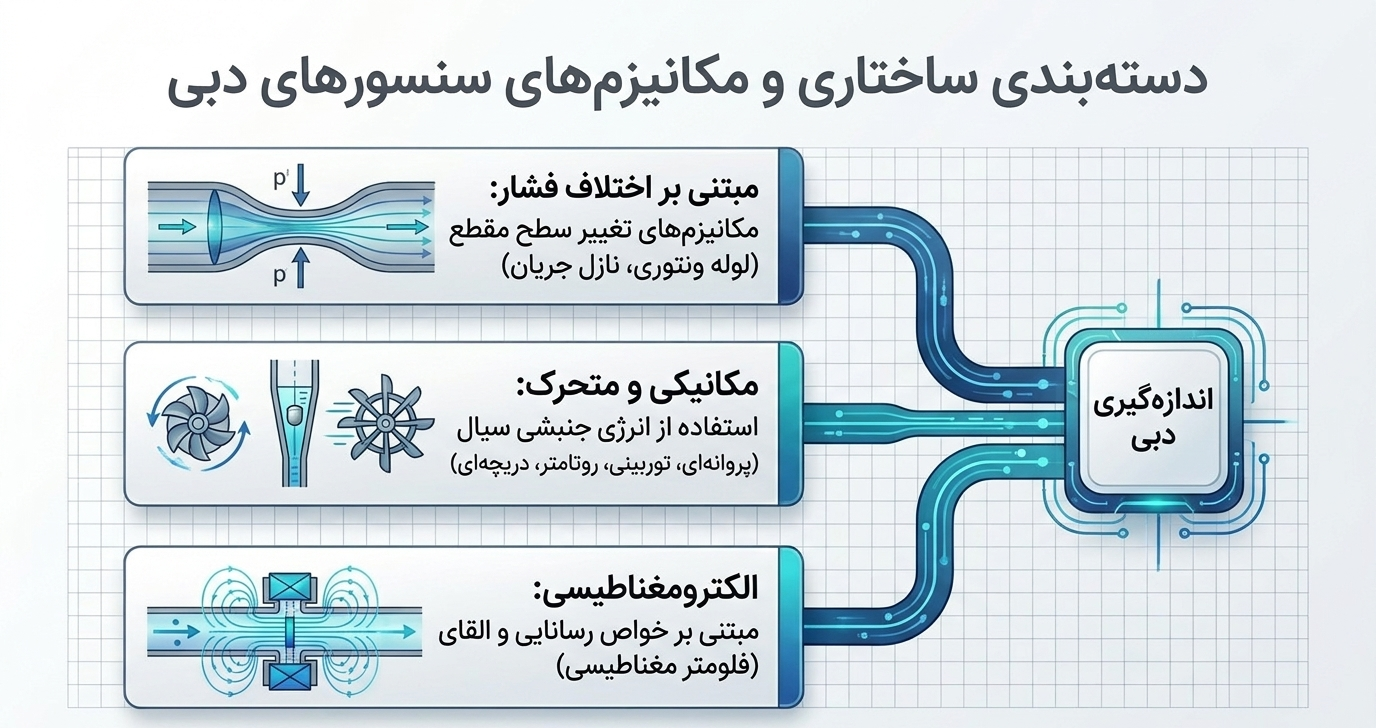 دسته‌بندی ساختاری و مکانیزم‌های سنسورهای دبی
مبتنی بر اختلاف فشار:
مکانیزم‌های تغییر سطح مقطع
(لوله ونتوری، نازل جریان)
p'
p
مکانیکی و متحرک:
استفاده از انرژی جنبشی سیال
(پروانه‌ای، توربینی، روتامتر، دریچه‌ای)
الکترومغناطیسی:
مبتنی بر خواص رسانایی و القای
(فلومتر مغناطیسی)
اندازه‌گیری
دبی